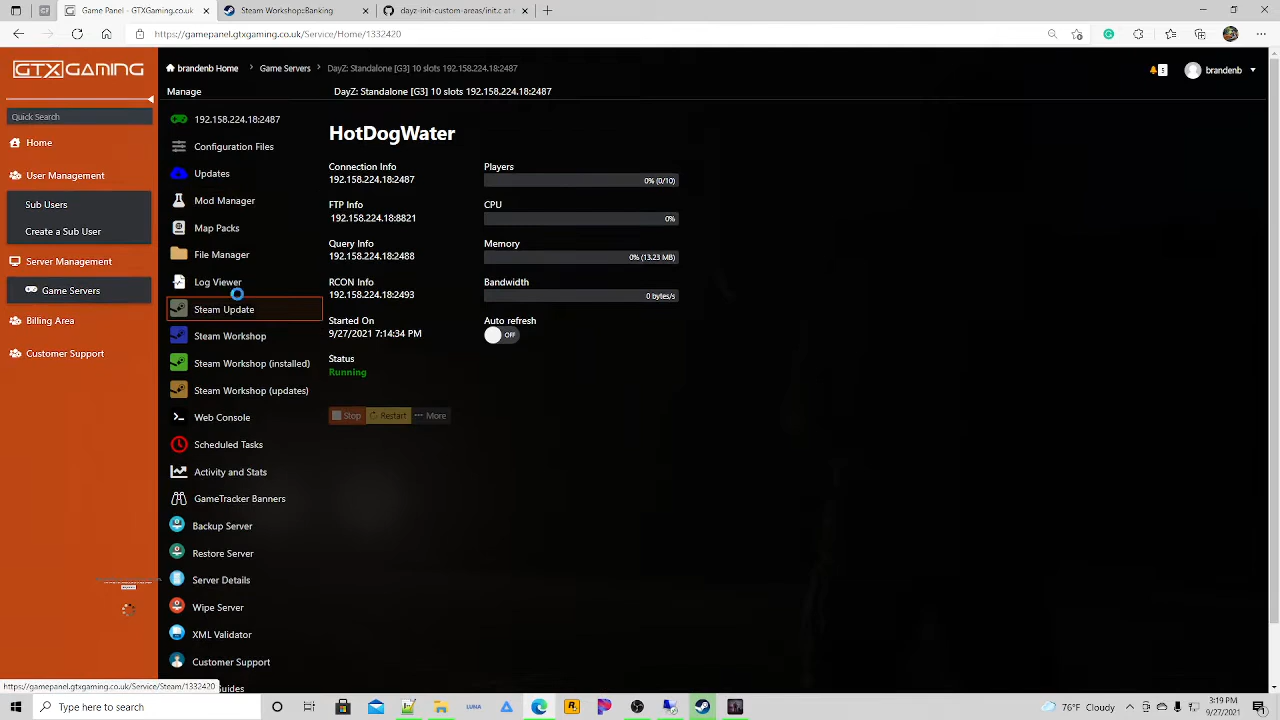 Game Panel - GTXGaming.co.uk
Steam WorkshopBanking
dayz-init-custom-areas/init.c at
https://gamepanel.gtxgaming.co.uk/Service/Home/1332420
GTXGAMING
brandenb Home > Game Servers > DayZ: Standalone [G3] 10 slots 192.158.224.18:2487
5 brandenb
Manage
DayZ: Standalone [G3] 10 slots 192.158.224.18:2487
Quick Search
Home
User Management
Sub Users
Create a Sub User
Server Management
Game Servers
Billing Area
Customer Support
192.158.224.18:2487
Configuration Files
Updates
Mod Manager
Map Packs
File Manager
Log Viewer
Steam Update
Steam Workshop
Steam Workshop (installed)
Steam Workshop (updates)
Web Console
Scheduled Tasks
Activity and Stats
GameTracker Banners
Backup Server
Restore Server
Server Details
Wipe Server
XML Validator
Customer Support
Guides
HotDogWater
Connection Info
192.158.224.18:2487
FTP Info
192.158.224.18:8821
Query Info
192.158.224.18:2488
RCON Info
192.158.224.18:2493
Started On
9/27/2021 7:14:34 PM
Status
Running
Players
0% (0/10)
CPU
0%
Memory
0% (13.23 MB)
Bandwidth
0 bytes/s
Auto refresh
OFF
Stop Restart More
https://gamepanel.gtxgaming.co.uk/Service/Steam/1332420
Type here to search
LUNA
76°F Cloudy
3:19 PM
9/27/2021